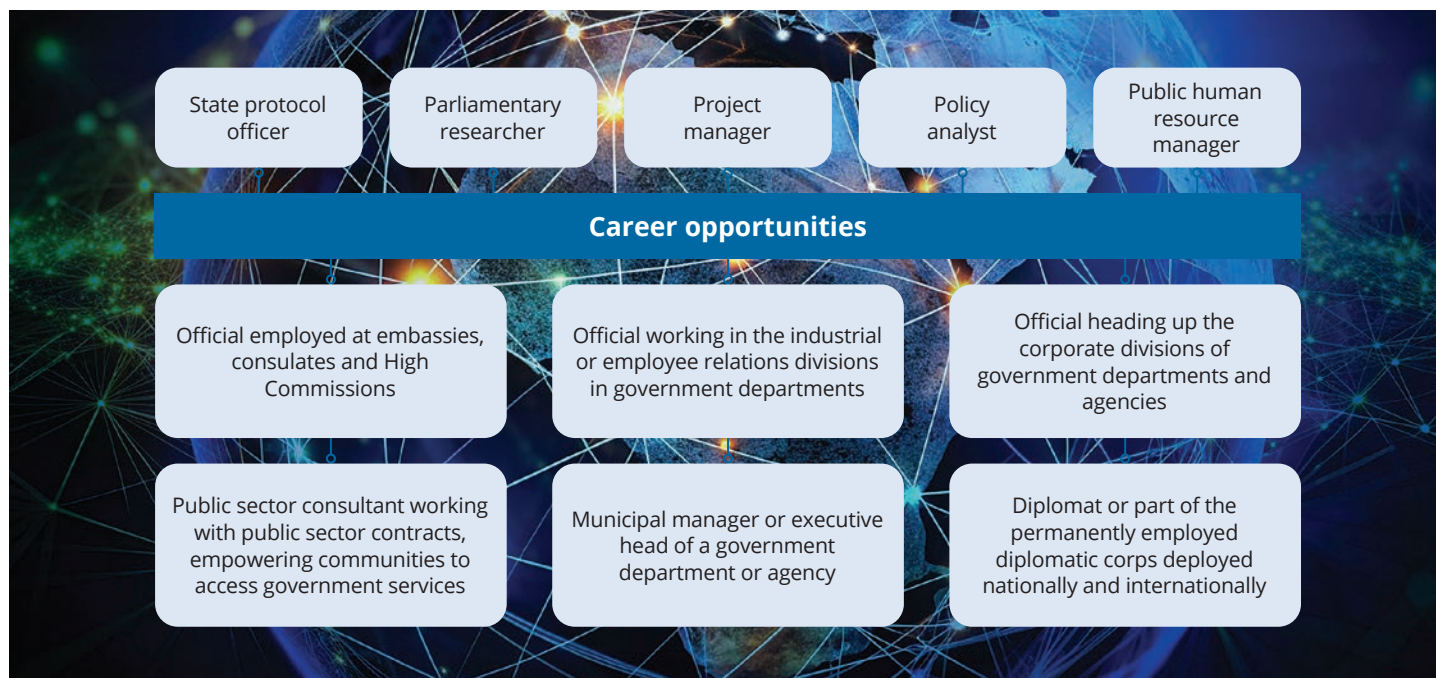 State protocol
officer
Parliamentary
researcher
Project
manager
Policy
analyst
Public human
resource
manager
Career opportunities
Official employed at embassies,
consulates and High
Commissions
Official working in the industrial
or employee relations divisions
in government departments
Official heading up the
corporate divisions of
government departments and
agencies
Public sector consultant working
with public sector contracts,
empowering communities to
access government services
Municipal manager or executive
head of a government
department or agency
Diplomat or part of the
permanently employed
diplomatic corps deployed
nationally and internationally